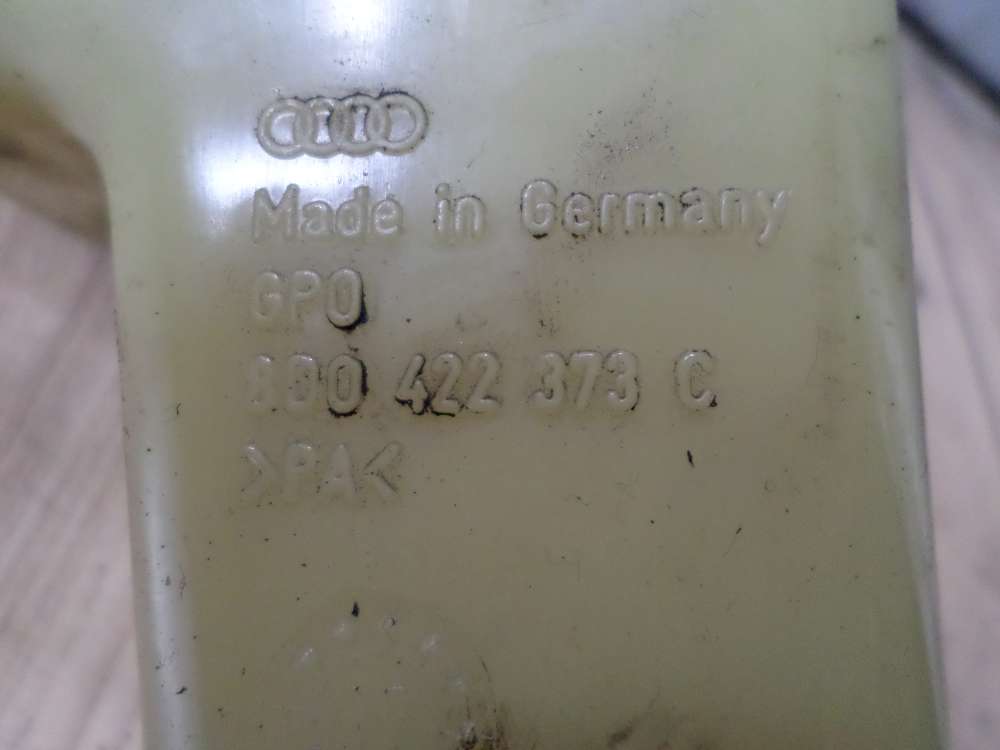 Made in Germany
GPO
8D0 422 373 C
>PA<